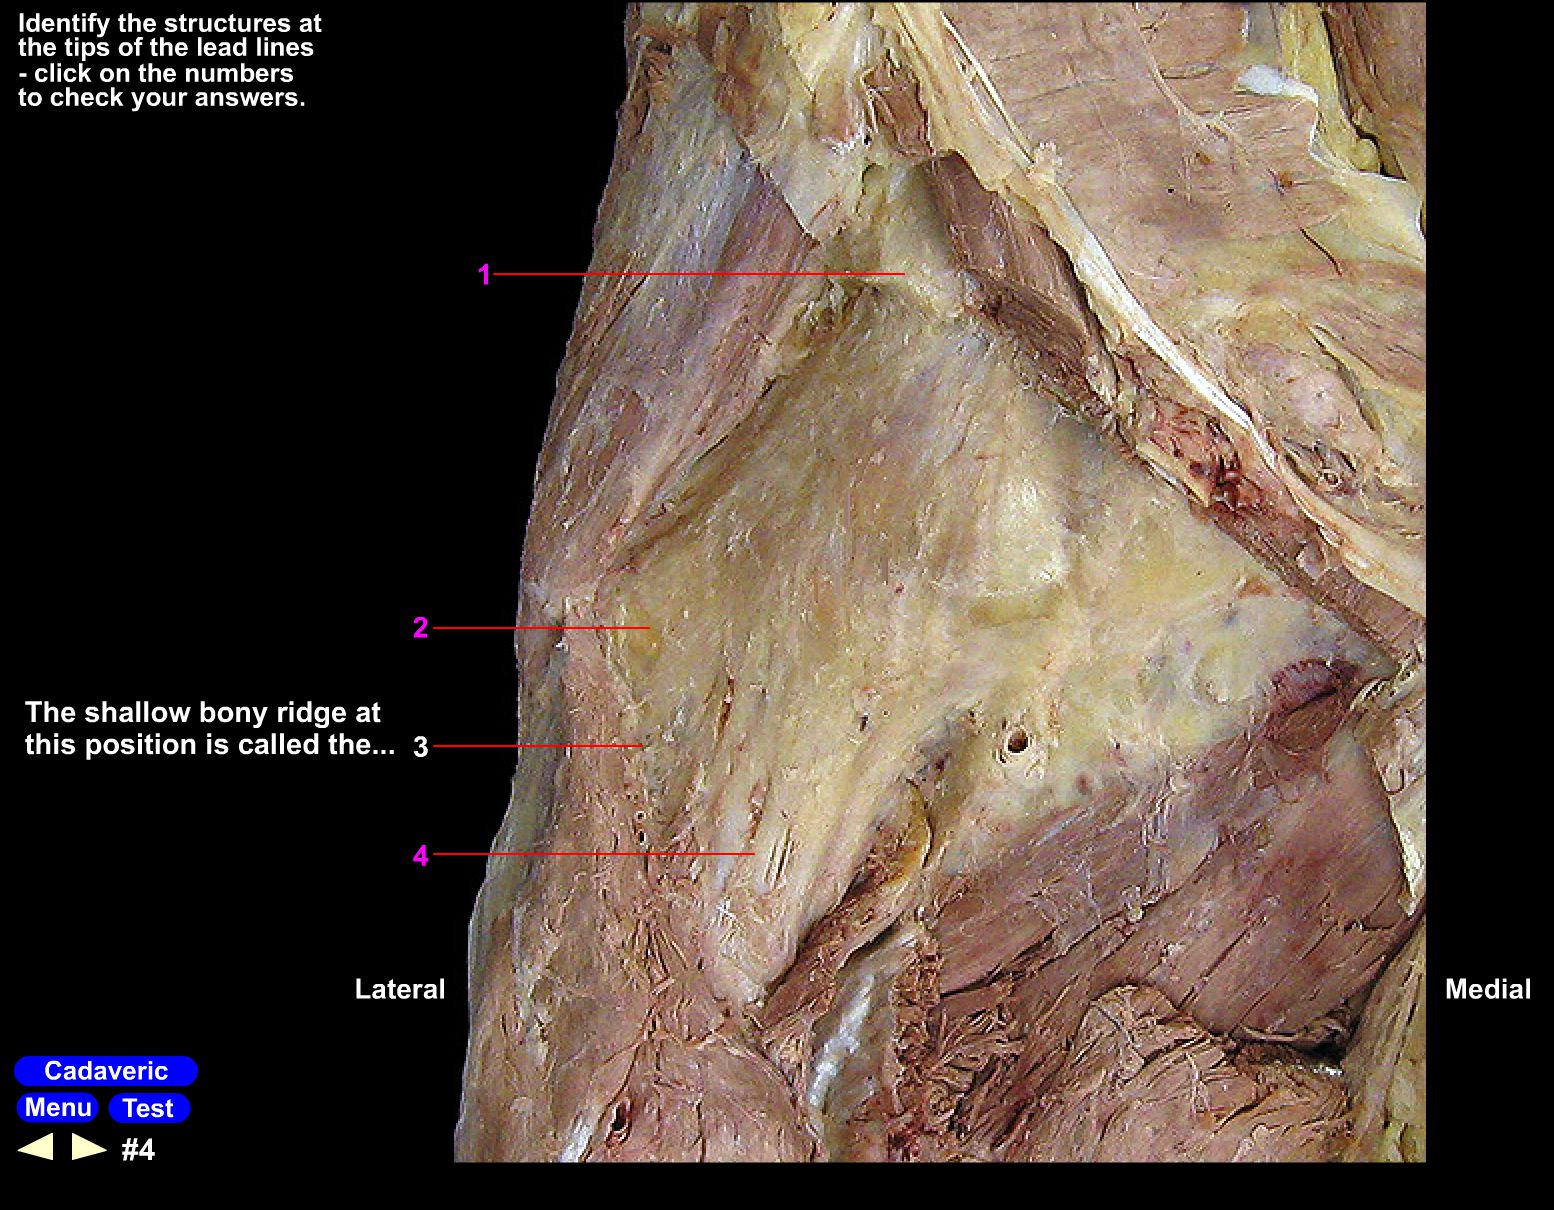 Identify the structures at
the tips of the lead lines
- click on the numbers
to check your answers.
1
2
The shallow bony ridge at
this position is called the...
3
4
Lateral
Medial
Cadaveric
Menu
Test
#4